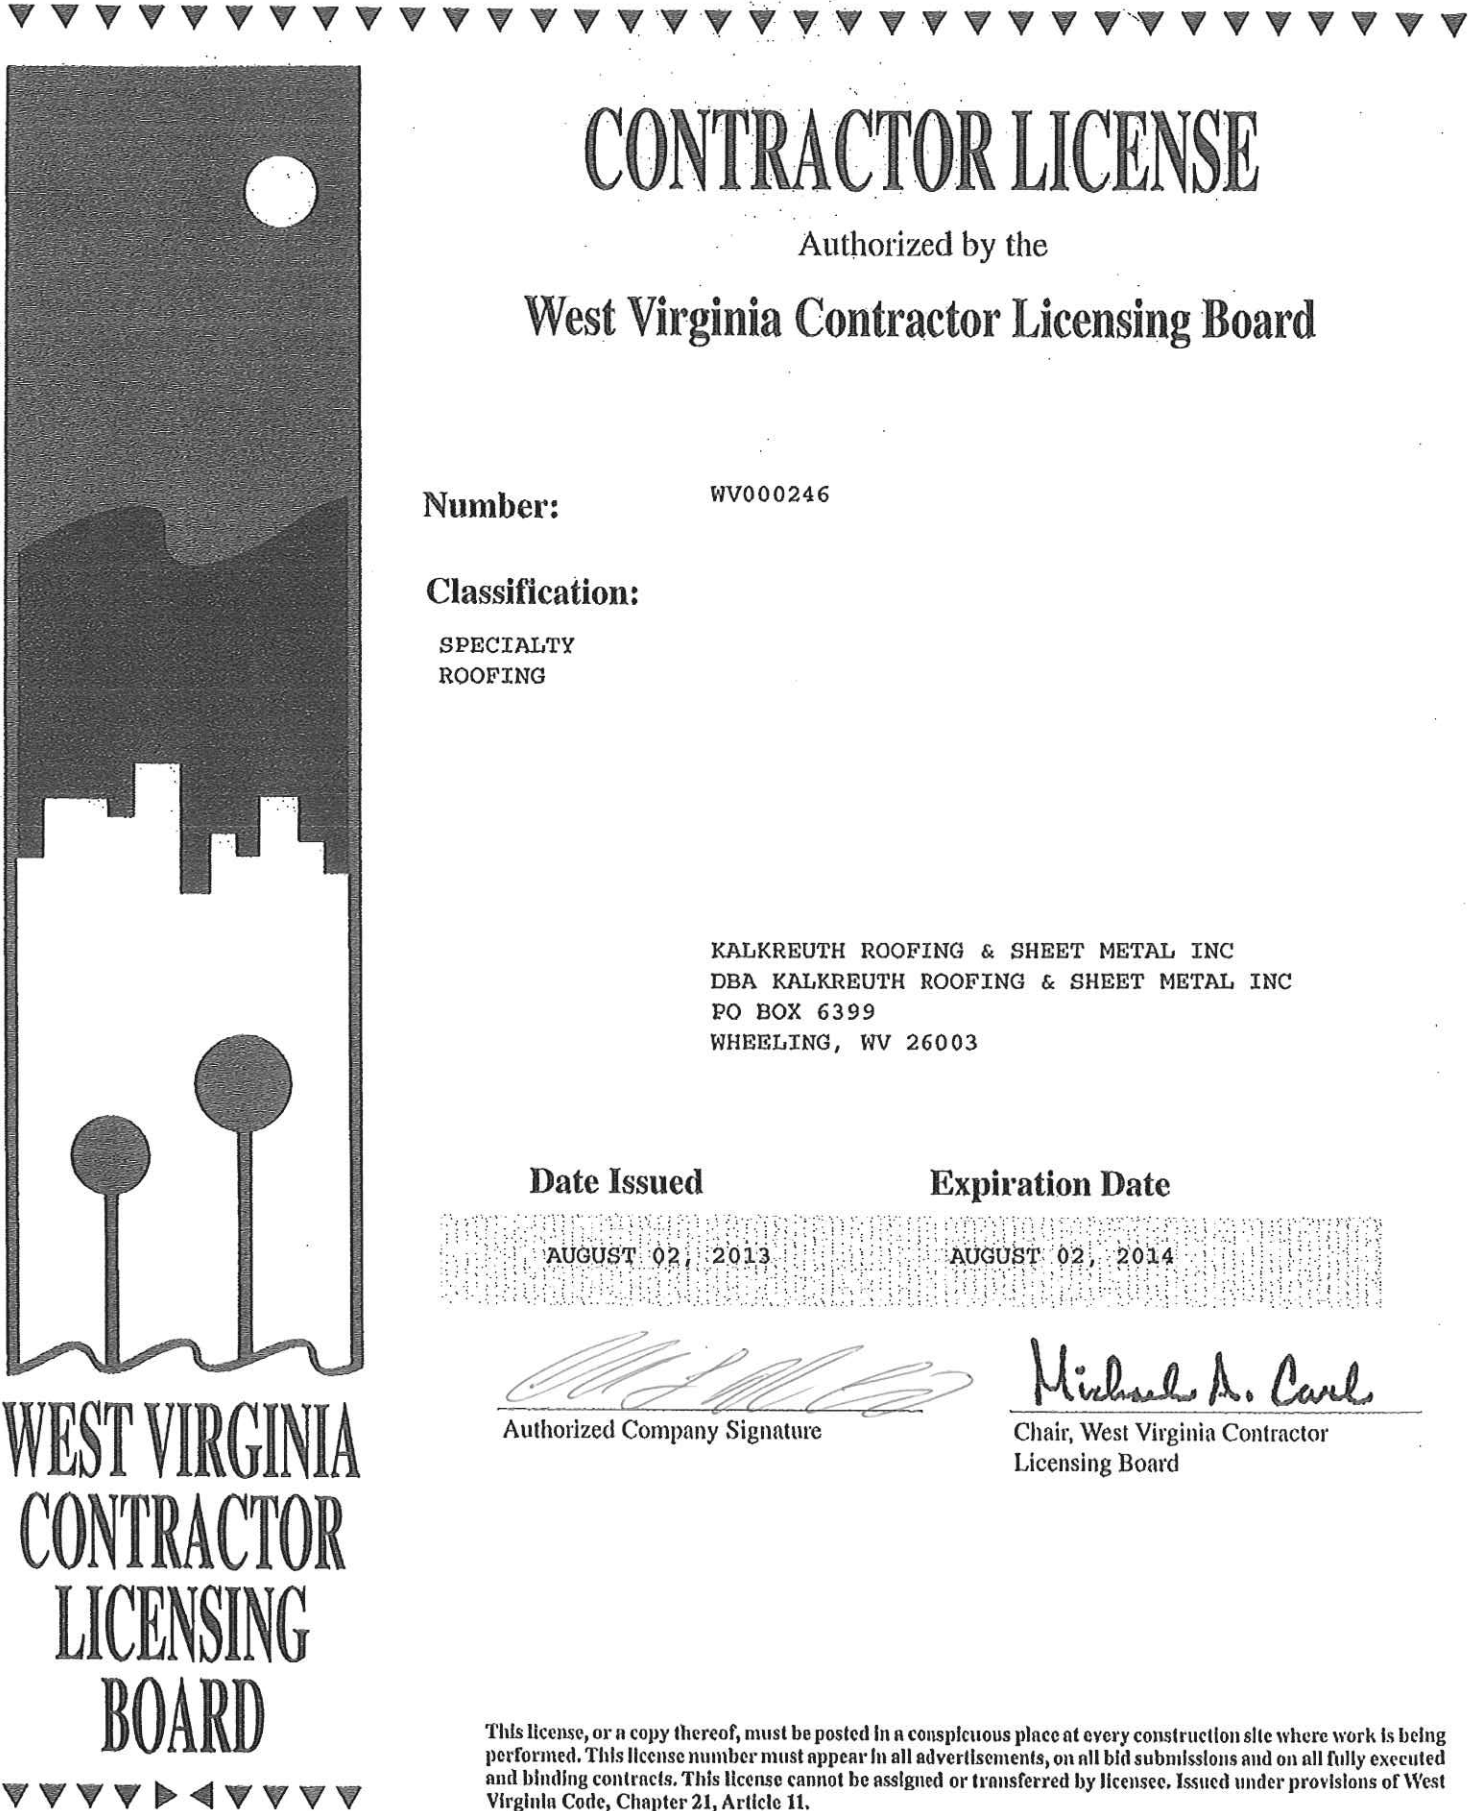 CONTRACTOR LICENSE
Authorized by the
West Virginia Contractor Licensing Board
Number: WV000246
Classification:
SPECIALTY
ROOFING
KALKREUTH ROOFING & SHEET METAL INC
DBA KALKREUTH ROOFING & SHEET METAL INC
PO BOX 6399
WHEELING, WV 26003
Date Issued Expiration Date
AUGUST 02, 2013 AUGUST 02, 2014
Michael A. Carl
Authorized Company Signature
Chair, West Virginia Contractor
Licensing Board
WEST VIRGINIA
CONTRACTOR
LICENSING
BOARD
This license, or a copy thereof, must be posted in a conspicuous place at every construction site where work is being
performed. This license number must appear in all advertisements, on all bid submissions and on all fully executed
and binding contracts. This license cannot be assigned or transferred by licensee. Issued under provisions of West
Virginia Code, Chapter 21, Article 11.